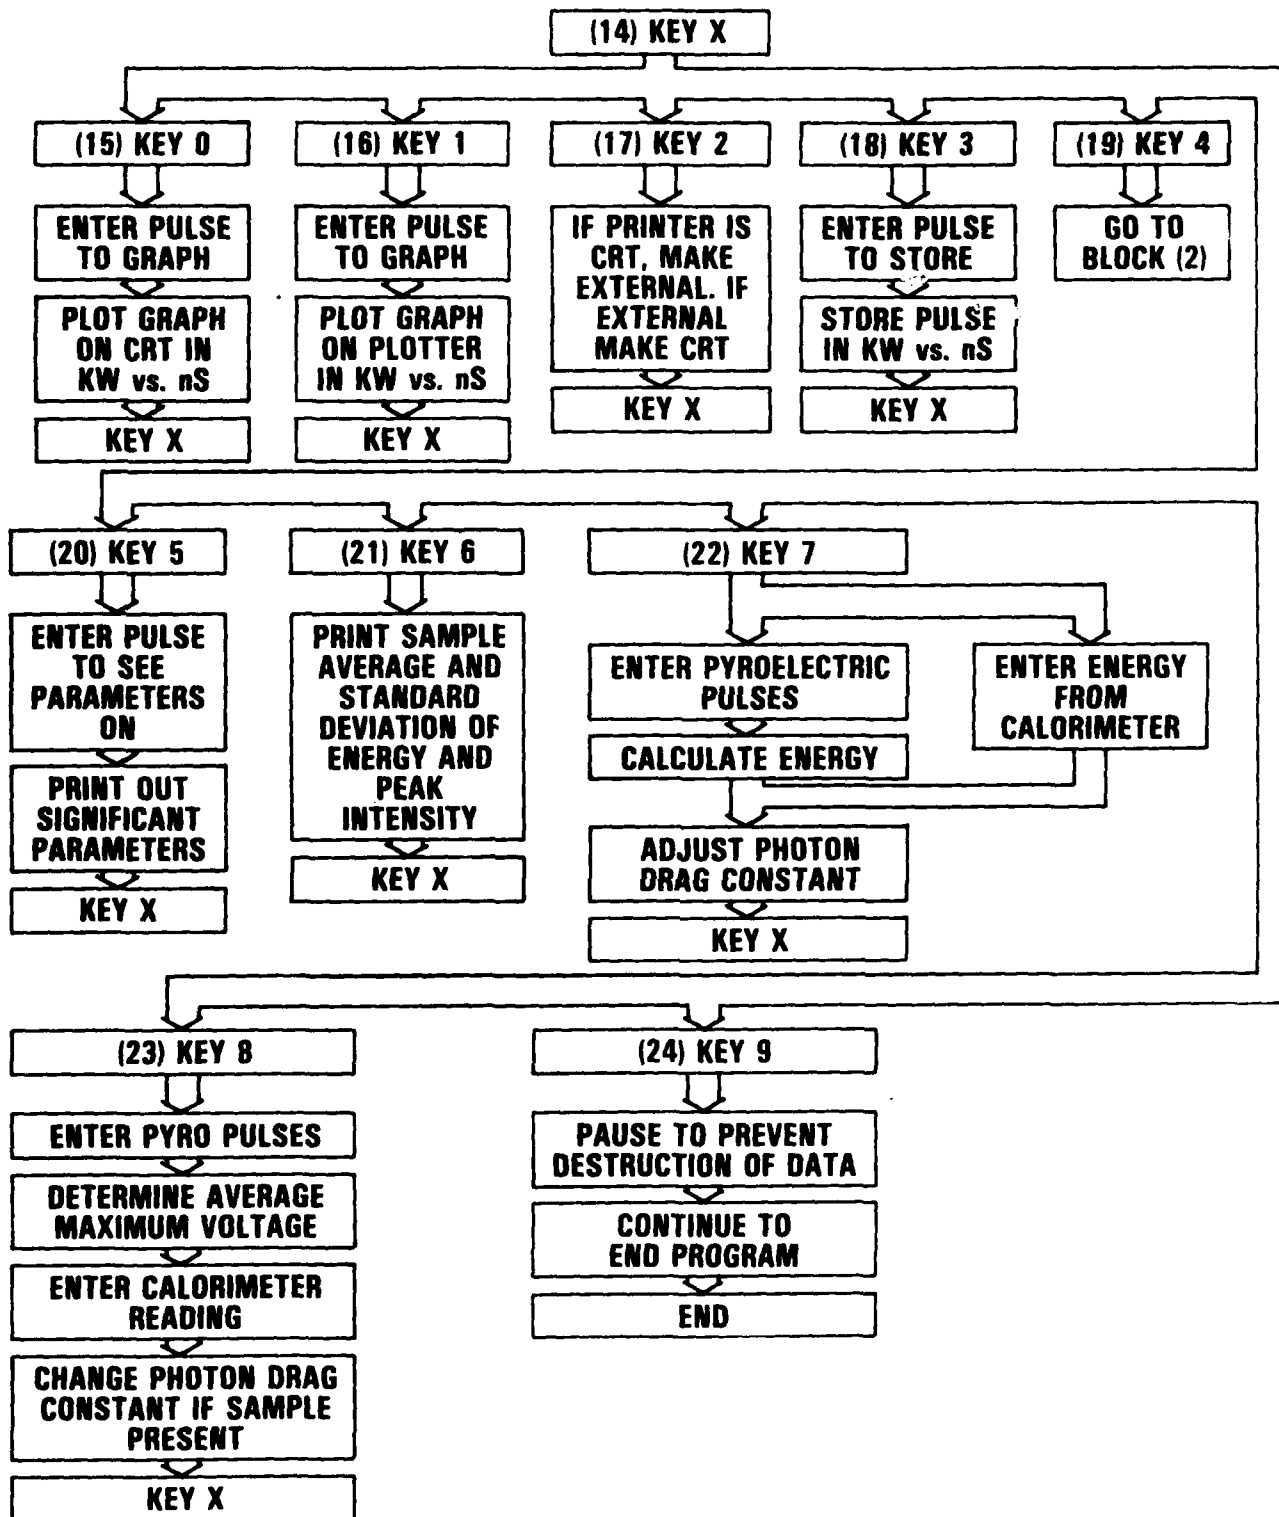 (14) KEY X
(15) KEY 0
ENTER PULSE
TO GRAPH
PLOT GRAPH
ON CRT IN
KW vs. nS
KEY X
(16) KEY 1
ENTER PULSE
TO GRAPH
PLOT GRAPH
ON PLOTTER
IN KW vs. nS
KEY X
(17) KEY 2
IF PRINTER IS
CRT, MAKE
EXTERNAL. IF
EXTERNAL
MAKE CRT
KEY X
(18) KEY 3
ENTER PULSE
TO STORE
STORE PULSE
IN KW vs. nS
KEY X
(19) KEY 4
GO TO
BLOCK (2)
(20) KEY 5
ENTER PULSE
TO SEE
PARAMETERS
ON
PRINT OUT
SIGNIFICANT
PARAMETERS
KEY X
(21) KEY 6
PRINT SAMPLE
AVERAGE AND
STANDARD
DEVIATION OF
ENERGY AND
PEAK
INTENSITY
KEY X
(22) KEY 7
ENTER PYROELECTRIC
PULSES
CALCULATE ENERGY
ENTER ENERGY
FROM
CALORIMETER
ADJUST PHOTON
DRAG CONSTANT
KEY X
(23) KEY 8
ENTER PYRO PULSES
DETERMINE AVERAGE
MAXIMUM VOLTAGE
ENTER CALORIMETER
READING
CHANGE PHOTON DRAG
CONSTANT IF SAMPLE
PRESENT
KEY X
(24) KEY 9
PAUSE TO PREVENT
DESTRUCTION OF DATA
CONTINUE TO
END PROGRAM
END